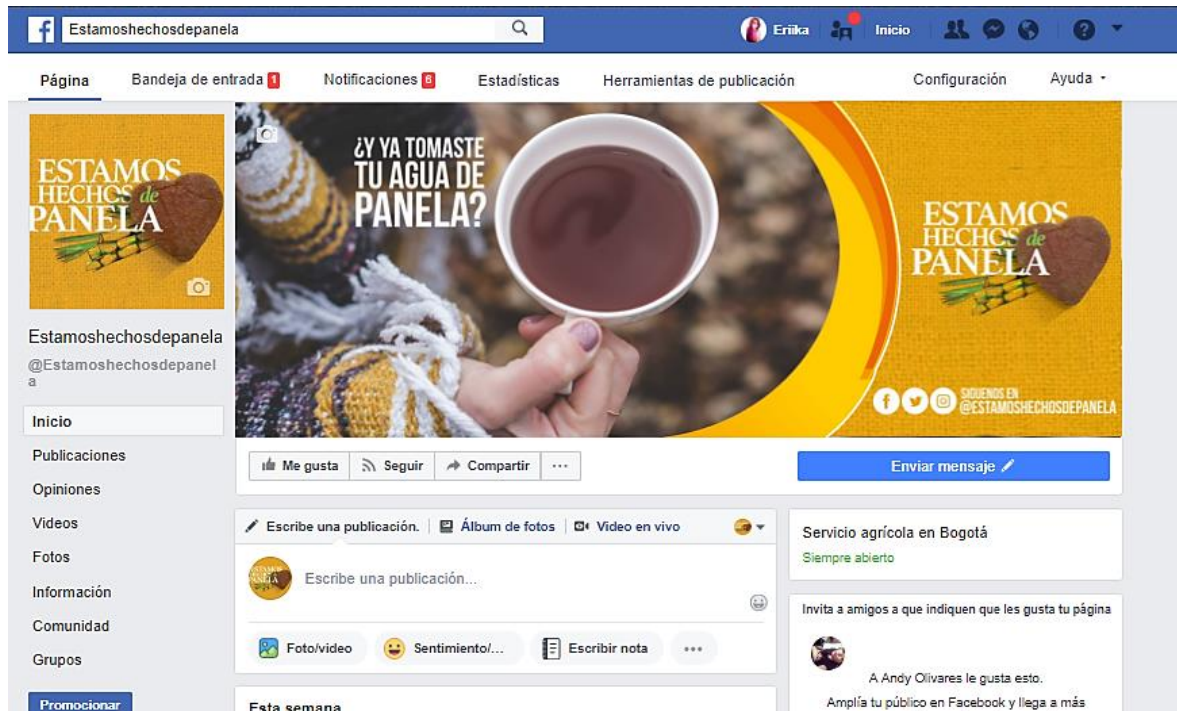 Estamoshechosdepanela
Eriika
Inicio
Página
Bandeja de entrada 1
Notificaciones 6
Estadísticas
Herramientas de publicación
Configuración
Ayuda
ESTAMOS
HECHOS de
PANELA
¿Y YA TOMASTE
TU AGUA DE
PANELA?
ESTAMOS
HECHOS de
PANELA
SIGUENOS EN
@ESTAMOSHECHOSDEPANELA
Estamoshechosdepanela
@Estamoshechosdepanel
a
Inicio
Publicaciones
Opiniones
Videos
Fotos
Información
Comunidad
Grupos
Promocionar
Me gusta
Seguir
Compartir
Enviar mensaje
Escribe una publicación.
Álbum de fotos
Video en vivo
ESTAMOS
HECHOS
PANELA
Escribe una publicación...
Foto/video
Sentimiento/...
Escribir nota
Esta semana
Servicio agrícola en Bogotá
Siempre abierto
Invita a amigos a que indiquen que les gusta tu página
A Andy Olivares le gusta esto.
Amplía tu público en Facebook y llega a más